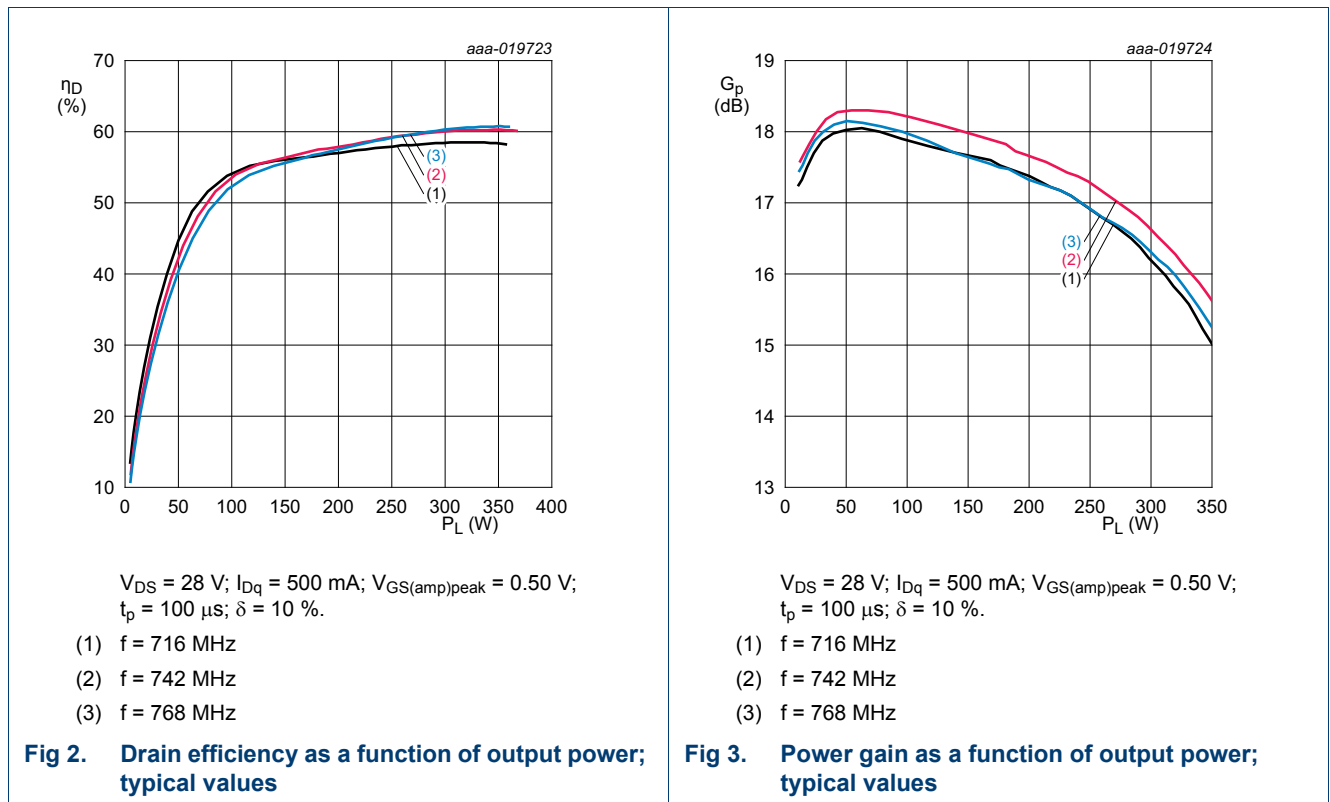 aaa-019723
70
60
50
40
30
20
10
ηD
(%)
0 50 100 150 200 250 300 350 400
PL (W)
(3)
(2)
(1)
VDS = 28 V; IDq = 500 mA; VGS(amp)peak = 0.50 V;
tp = 100 μs; δ = 10 %.
(1) f = 716 MHz
(2) f = 742 MHz
(3) f = 768 MHz
Fig 2. Drain efficiency as a function of output power;
typical values
aaa-019724
19
18
17
16
15
14
13
Gp
(dB)
0 50 100 150 200 250 300 350
PL (W)
(3)
(2)
(1)
VDS = 28 V; IDq = 500 mA; VGS(amp)peak = 0.50 V;
tp = 100 μs; δ = 10 %.
(1) f = 716 MHz
(2) f = 742 MHz
(3) f = 768 MHz
Fig 3. Power gain as a function of output power;
typical values